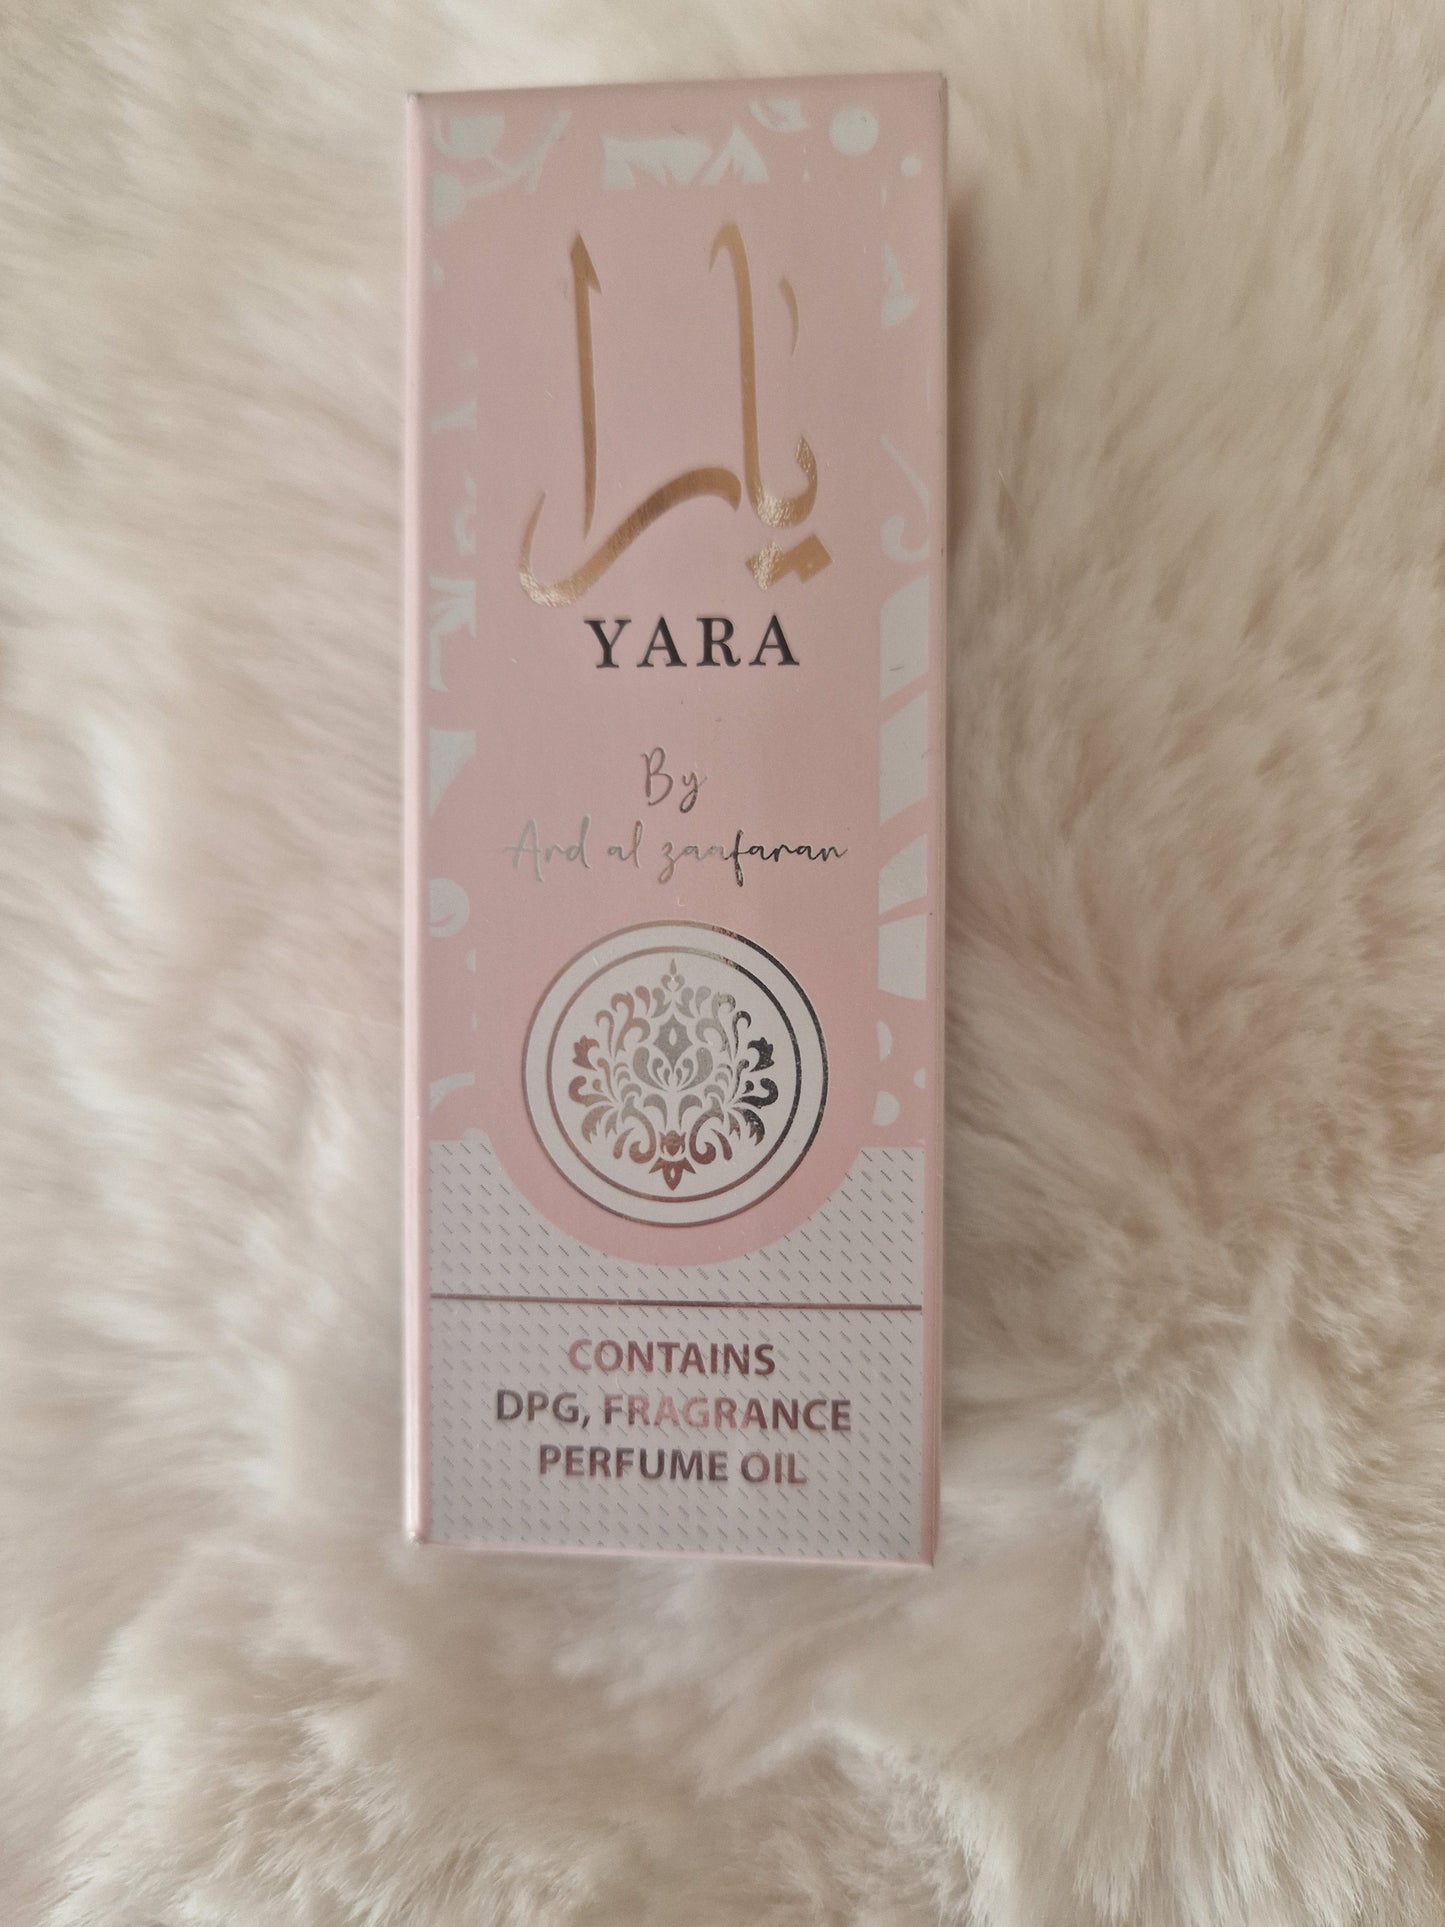 يارا
YARA
By
Ard al zaafaran
CONTAINS
DPG, FRAGRANCE
PERFUME OIL